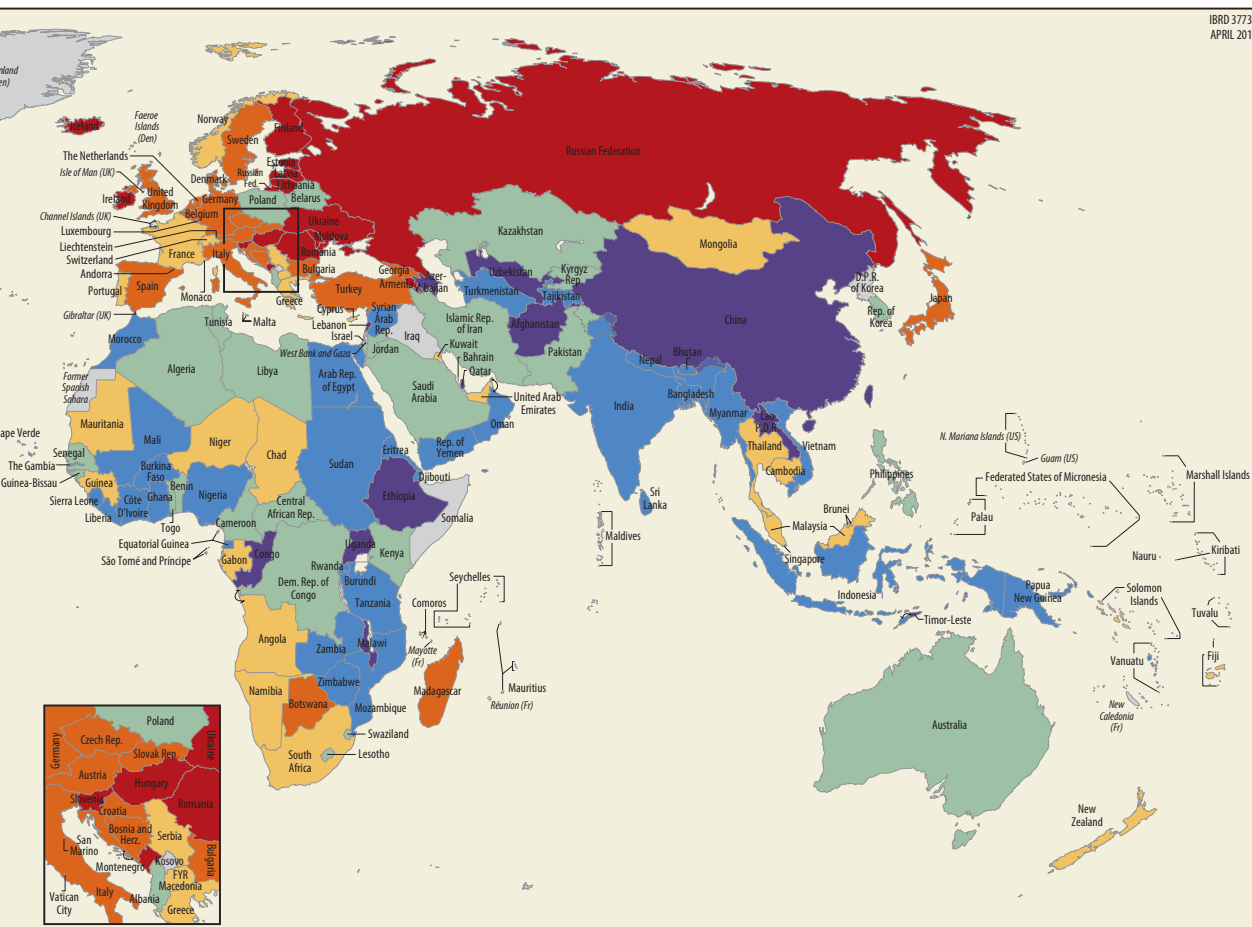 IBRD 3773
APRIL 201
nland
en)
Iceland
Faeroe
Islands
(Den)
Norway
Sweden
Finland
Russian Federation
The Netherlands
Isle of Man (UK)
Denmark
Estonia
Latvia
Russian
Fed.
Lithuania
Ireland
United
Kingdom
Germany
Poland
Belarus
Channel Islands (UK)
Belgium
Luxembourg
Ukraine
Liechtenstein
Moldova
Switzerland
France
Italy
Romania
Andorra
Bulgaria
Portugal
Spain
Monaco
Greece
Gibraltar (UK)
Kazakhstan
Mongolia
Georgia
Armenia
Azer-
baijan
Turkey
Uzbekistan
Kyrgyz
Rep.
Turkmenistan
Tajikistan
D.P.R.
of Korea
Rep. of
Korea
Japan
China
Tunisia
Malta
Cyprus
Lebanon
Israel
West Bank and Gaza
Syrian
Arab
Rep.
Iraq
Jordan
Islamic Rep.
of Iran
Afghanistan
Kuwait
Bahrain
Qatar
Pakistan
Morocco
Former
Spanish
Sahara
Algeria
Libya
Arab Rep.
of Egypt
Saudi
Arabia
United Arab
Emirates
Oman
Nepal
Bhutan
India
Bangladesh
Myanmar
Lao
P.D.R.
Thailand
Vietnam
Cambodia
Philippines
N. Mariana Islands (US)
Guam (US)
Federated States of Micronesia
Marshall Islands
Palau
ape Verde
Mauritania
Mali
Niger
Chad
Sudan
Eritrea
Rep. of
Yemen
Djibouti
Senegal
The Gambia
Guinea-Bissau
Guinea
Burkina
Faso
Benin
Nigeria
Sierra Leone
Liberia
Côte
D'Ivoire
Ghana
Togo
Cameroon
Central
African Rep.
Ethiopia
Somalia
Sri
Lanka
Maldives
Brunei
Malaysia
Singapore
Nauru
Kiribati
Equatorial Guinea
São Tomé and Príncipe
Gabon
Congo
Uganda
Kenya
Rwanda
Burundi
Dem. Rep. of
Congo
Tanzania
Seychelles
Comoros
Mayotte
(Fr)
Indonesia
Papua
New Guinea
Solomon
Islands
Tuvalu
Timor-Leste
Vanuatu
i
Fiji
Angola
Zambia
Malawi
Zimbabwe
Mozambique
Madagascar
Mauritius
Réunion (Fr)
Namibia
Botswana
New
Caledonia
(Fr)
Australia
South
Africa
Swaziland
Lesotho
New
Zealand
Poland
Germany
Czech Rep.
Ukraine
Slovak Rep.
Austria
Hungary
Romania
Slovenia
Croatia
Bosnia and
Herz.
Serbia
San
Marino
Montenegro
Kosovo
Bulgaria
FYR
Macedonia
Vatican
City
Italy
Albania
Greece